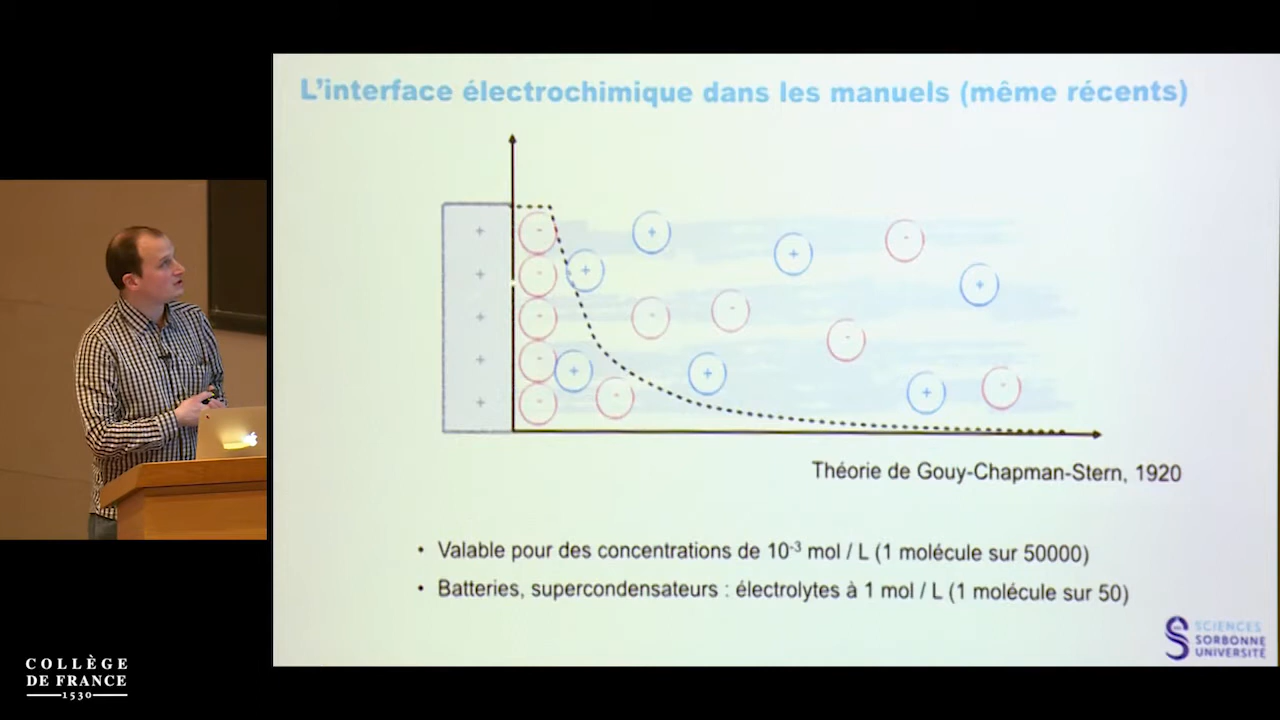 L'interface électrochimique dans les manuels (même récents)
+ - + + -
+ - + +
+ - - - -
+ - + +
+ - - + -
Théorie de Gouy-Chapman-Stern, 1920
• Valable pour des concentrations de 10⁻³ mol / L (1 molécule sur 50000)
• Batteries, supercondensateurs : électrolytes à 1 mol / L (1 molécule sur 50)
SCIENCES
SORBONNE
UNIVERSITÉ
COLLÈGE
DE FRANCE
1530